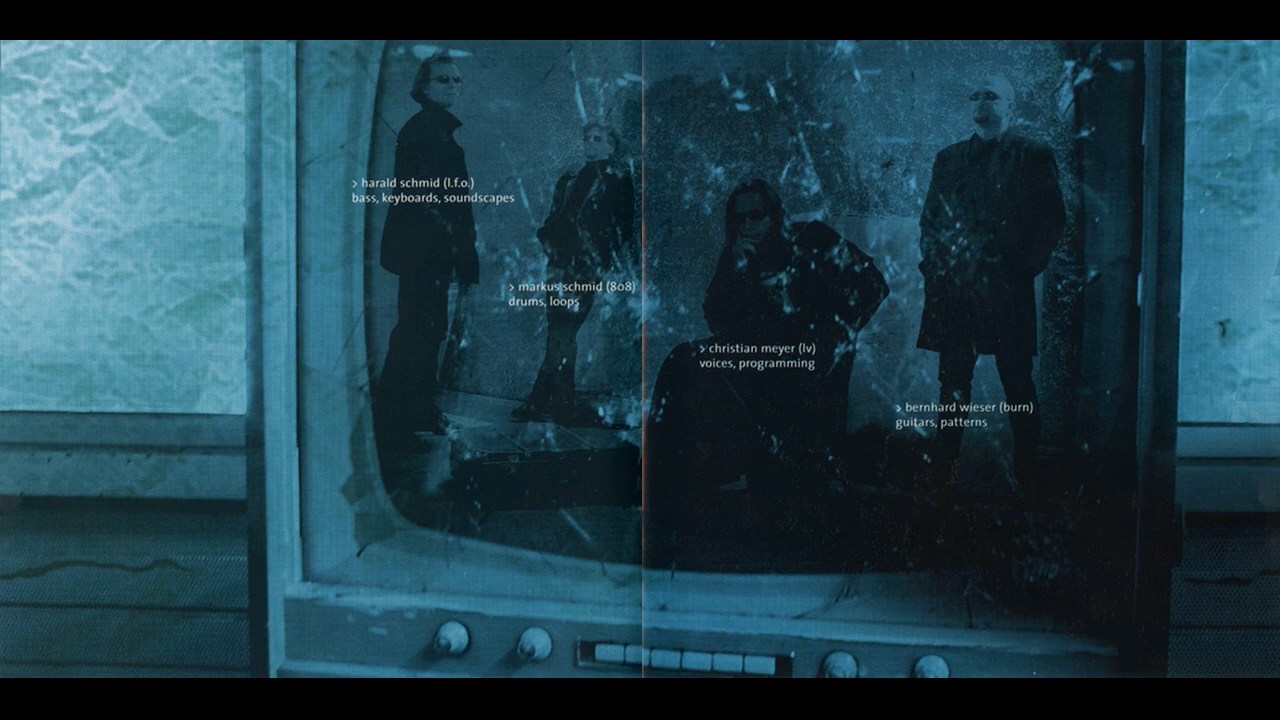 > harald schmid (l.f.o.)
bass, keyboards, soundscapes
> markus schmid (808)
drums, loops
> christian meyer (lv)
voices, programming
> bernhard wieser (burn)
guitars, patterns